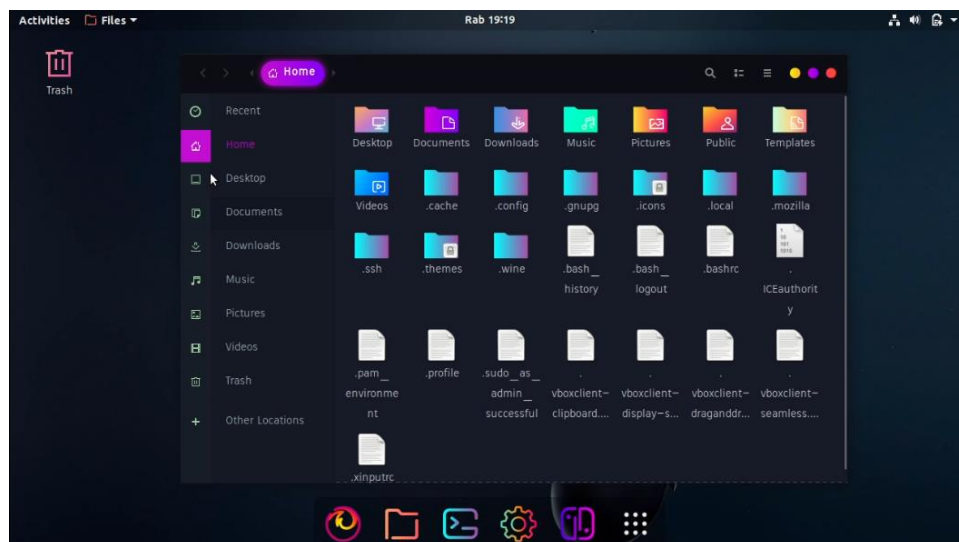 Activities Files Rab 19:19
Trash
Home
Recent
Home
Desktop
Documents
Downloads
Music
Pictures
Videos
Trash
Other Locations
Desktop Documents Downloads Music Pictures Public Templates
Videos .cache .config .gnupg .icons .local .mozilla
.ssh .themes .wine .bash_ .bash_ .bashrc .
history logout ICEauthorit
y
.pam_ .profile .sudo_as_ . . . .
environme admin_ vboxclient- vboxclient- vboxclient- vboxclient-
nt successful clipboard.... display-s... draganddr... seamless....
.xinputrc